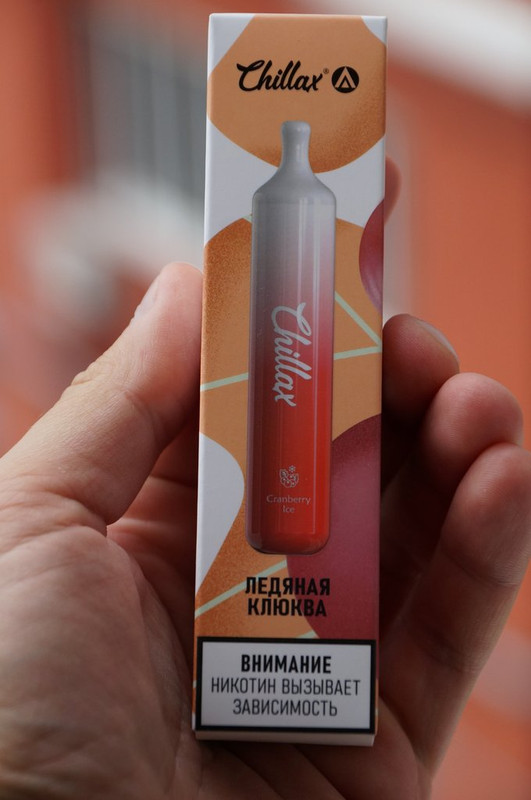 Chillax®
Chillax
Cranberry
Ice
ЛЕДЯНАЯ
КЛЮКВА
ВНИМАНИЕ
НИКОТИН ВЫЗЫВАЕТ
ЗАВИСИМОСТЬ